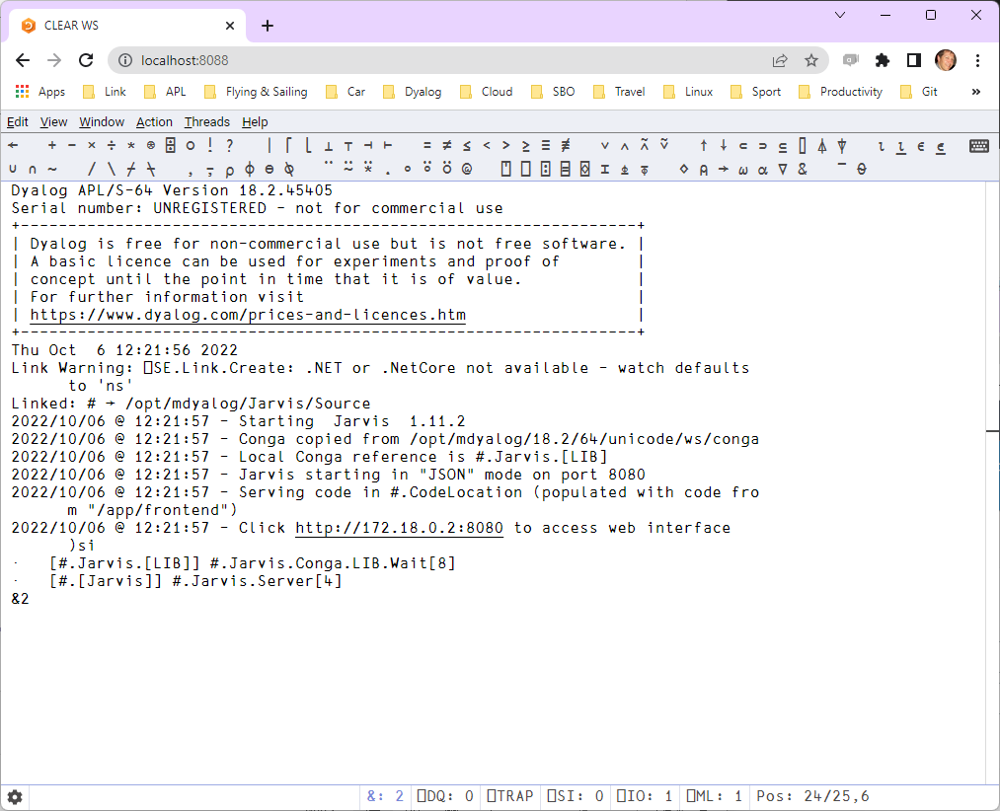 CLEAR WS
localhost:8088
Apps Link APL Flying & Sailing Car Dyalog Cloud SBO Travel Linux Sport Productivity Git »
Edit View Window Action Threads Help
← + - × ÷ * ⍟ ⌹ ○ ! ? | ⌈ ⌊ ⊥ ⊤ ⊣ ⊢ = ≠ ≤ < > ≥ ≡ ≢ ∨ ∧ ⍲ ⍱ ↑ ↓ ⊂ ⊃ ⊆ ⌷ ⍋ ⍒ ⍳ ⍸ ∊ ⍷
∪ ∩ ~ / \ ⌿ ⍀ , ⍪ ⍴ ⌽ ⊖ ⍉ ¨ ⍨ ⍣ . ∘ ⍤ ⍥ @ ⍞ ⎕ ⍠ ⌸ ⌺ ⌶ ⍎ ⍕ ⋄ ⍝ → ⍵ ⍺ ∇ & ¯ ⍬
Dyalog APL/S-64 Version 18.2.45405
Serial number: UNREGISTERED - not for commercial use
+----------------------------------------------------------------+
| Dyalog is free for non-commercial use but is not free software. |
| A basic licence can be used for experiments and proof of |
| concept until the point in time that it is of value. |
| For further information visit |
| https://www.dyalog.com/prices-and-licences.htm |
+----------------------------------------------------------------+
Thu Oct  6 12:21:56 2022
Link Warning: ⎕SE.Link.Create: .NET or .NetCore not available - watch defaults
to 'ns'
Linked: # → /opt/mdyalog/Jarvis/Source
2022/10/06 @ 12:21:57 - Starting  Jarvis  1.11.2
2022/10/06 @ 12:21:57 - Conga copied from /opt/mdyalog/18.2/64/unicode/ws/conga
2022/10/06 @ 12:21:57 - Local Conga reference is #.Jarvis.[LIB]
2022/10/06 @ 12:21:57 - Jarvis starting in "JSON" mode on port 8080
2022/10/06 @ 12:21:57 - Serving code in #.CodeLocation (populated with code fro
m "/app/frontend")
2022/10/06 @ 12:21:57 - Click http://172.18.0.2:8080 to access web interface
)si
·   [#.Jarvis.[LIB]] #.Jarvis.Conga.LIB.Wait[8]
·   [#.[Jarvis]] #.Jarvis.Server[4]
&2
&: 2 ⎕DQ: 0 ⎕TRAP ⎕SI: 0 ⎕IO: 1 ⎕ML: 1 Pos: 24/25,6